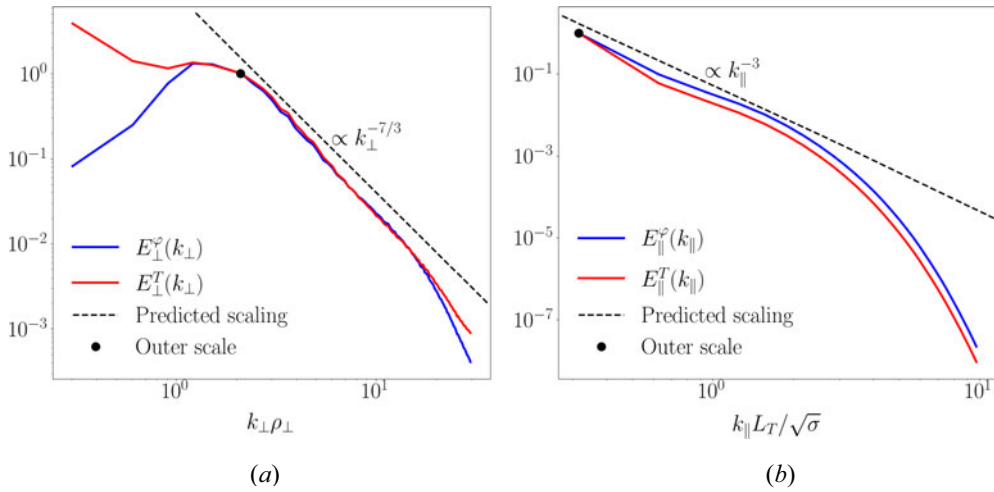 10^0
10^{-1}
10^{-2}
10^{-3}
∝ k_⊥^{-7/3}
E_⊥^φ(k_⊥)
E_⊥^T(k_⊥)
Predicted scaling
Outer scale
10^0
10^1
k_⊥ρ_⊥
(a)
10^{-1}
10^{-3}
10^{-5}
10^{-7}
∝ k_∥^{-3}
E_∥^φ(k_∥)
E_∥^T(k_∥)
Predicted scaling
Outer scale
10^0
10^1
k_∥L_T/√σ
(b)